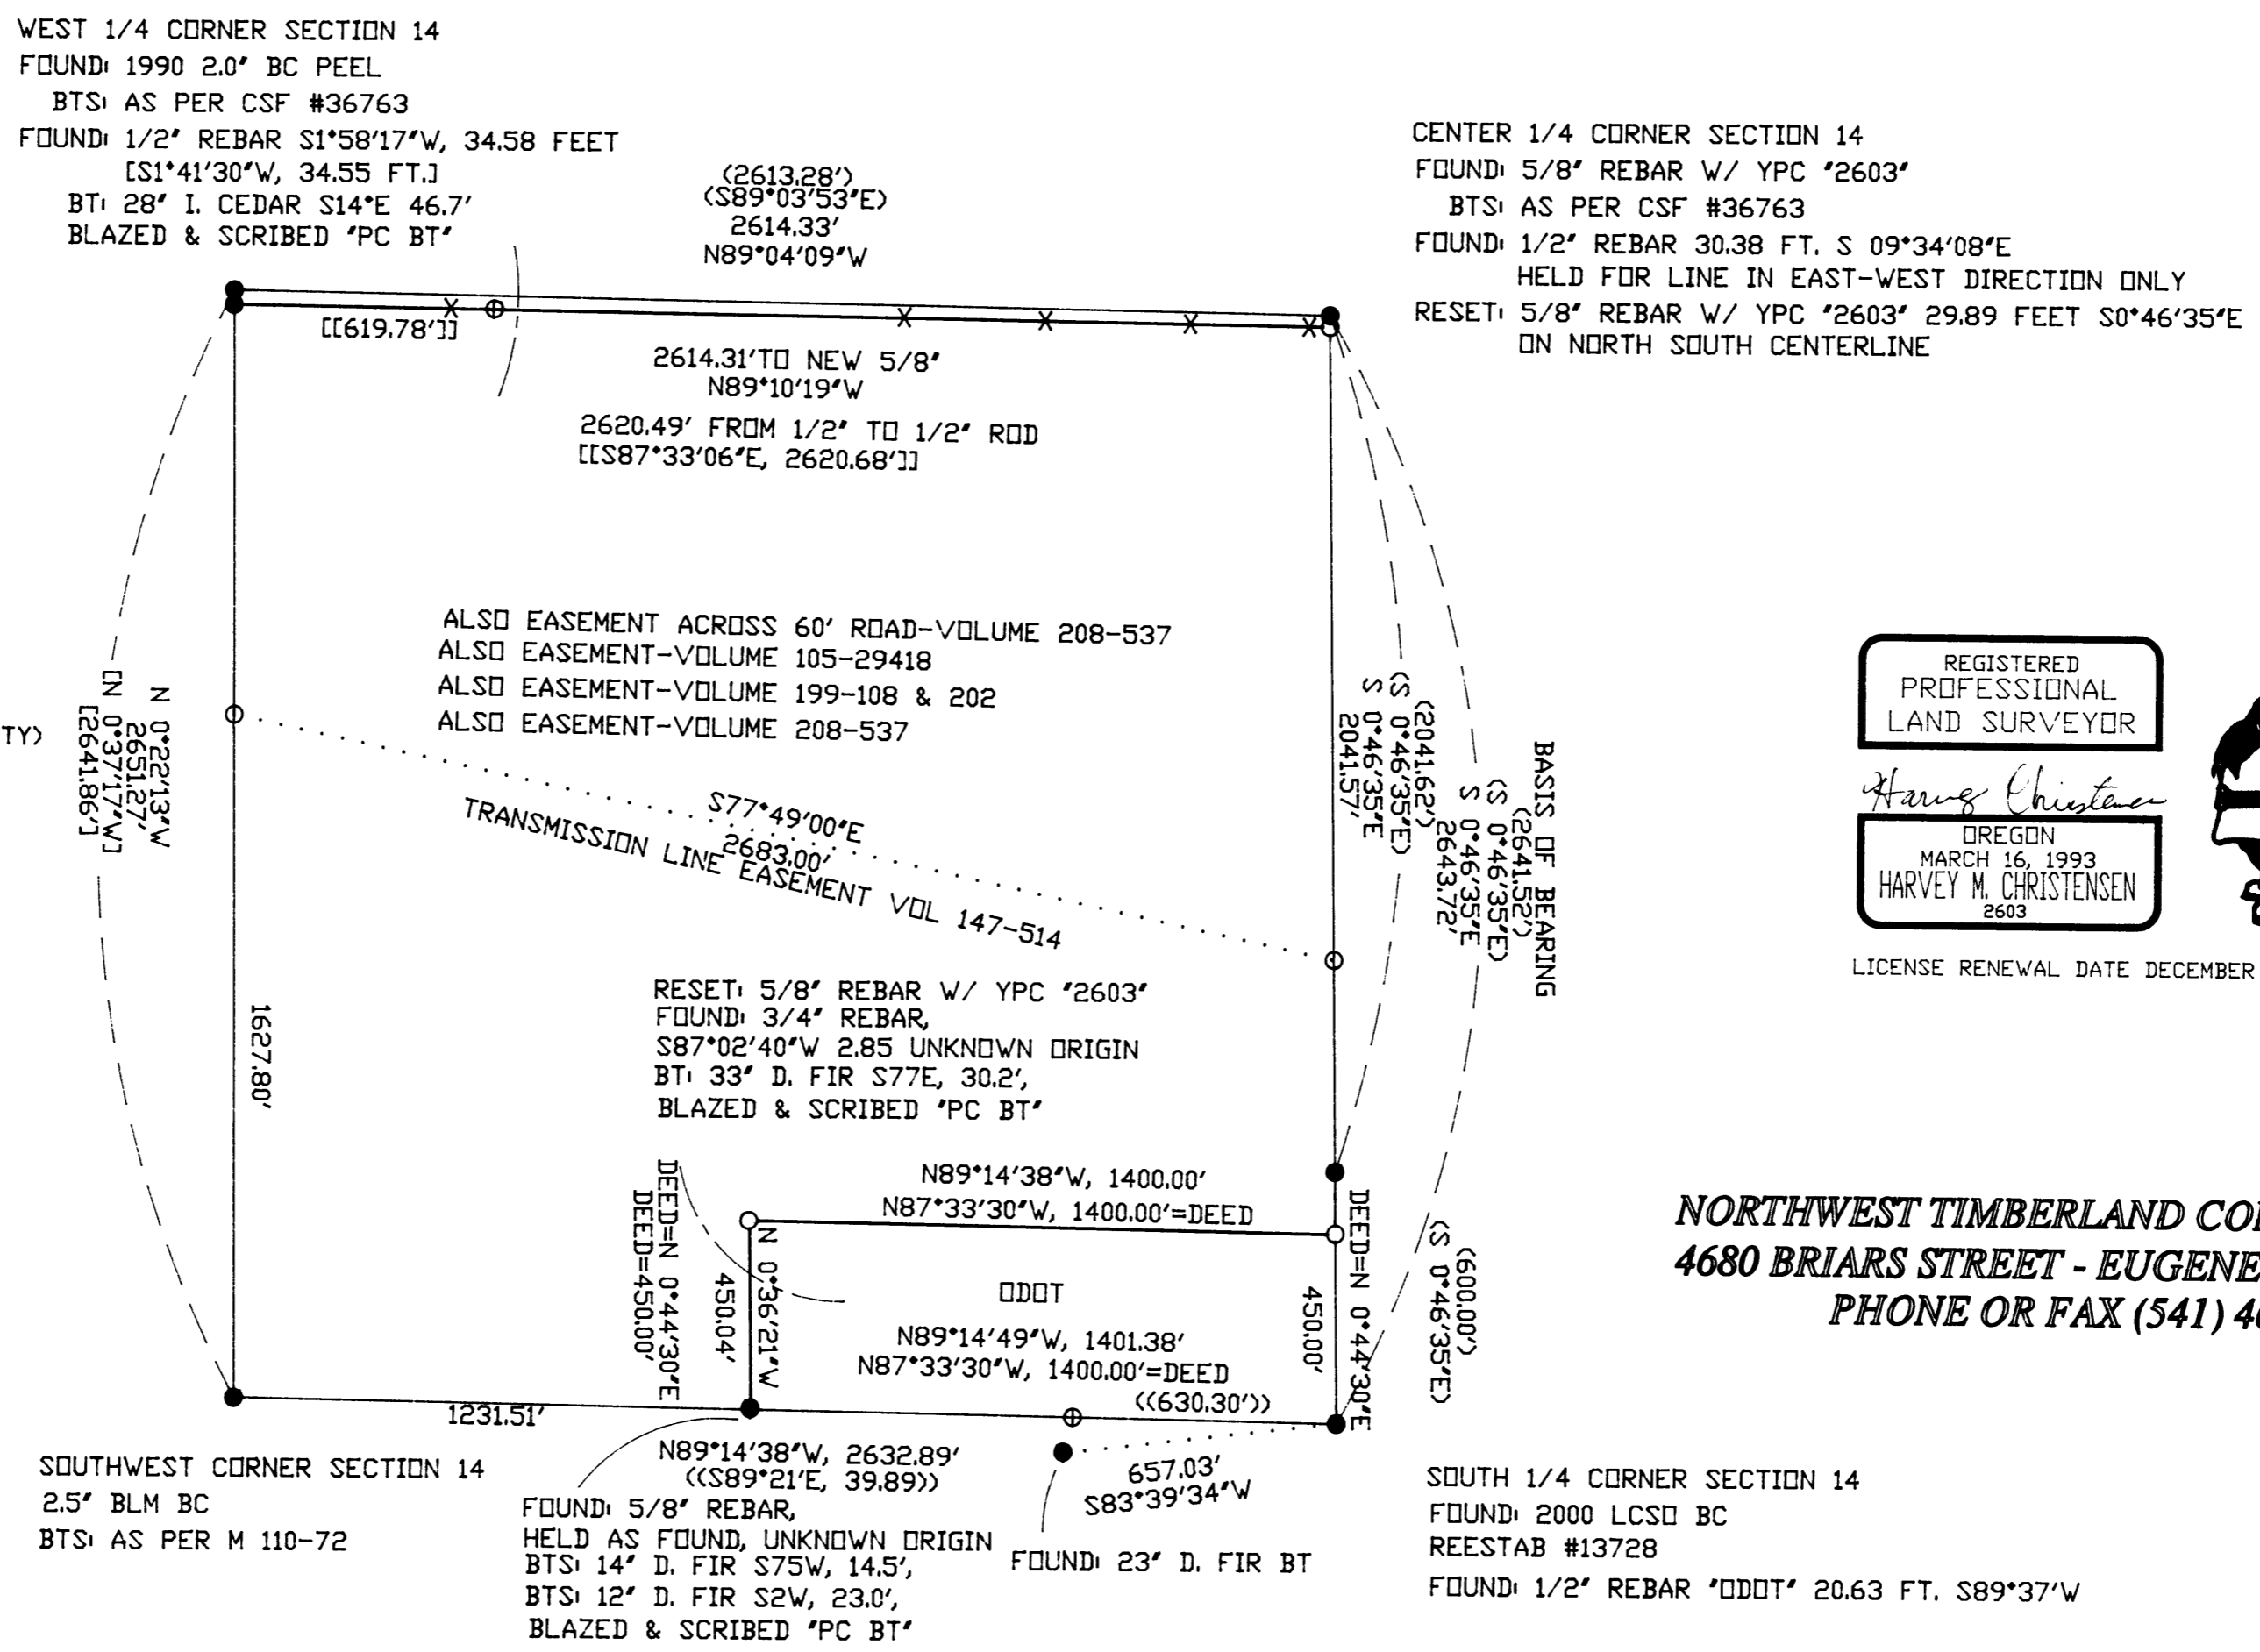 WEST 1/4 CORNER SECTION 14
FOUND: 1990 2.0" BC PEEL
BTS: AS PER CSF #36763
FOUND: 1/2" REBAR S1°58'17"W, 34.58 FEET
[S1°41'30"W, 34.55 FT.]
BT: 28" I. CEDAR S14°E 46.7'
BLAZED & SCRIBED "PC BT"
(2613.28')
(S89°03'53"E)
2614.33'
N89°04'09"W
CENTER 1/4 CORNER SECTION 14
FOUND: 5/8" REBAR W/ YPC "2603"
BTS: AS PER CSF #36763
FOUND: 1/2" REBAR 30.38 FT. S 09°34'08"E
HELD FOR LINE IN EAST-WEST DIRECTION ONLY
RESET: 5/8" REBAR W/ YPC "2603" 29.89 FEET S0°46'35"E
ON NORTH SOUTH CENTERLINE
[[619.78']]
2614.31'TO NEW 5/8"
N89°10'19"W
2620.49' FROM 1/2" TO 1/2" ROD
[[S87°33'06"E, 2620.68']]
ALSO EASEMENT ACROSS 60' ROAD-VOLUME 208-537
ALSO EASEMENT-VOLUME 105-29418
ALSO EASEMENT-VOLUME 199-108 & 202
ALSO EASEMENT-VOLUME 208-537
TY)
N 0°22'13"W
2651.27'
[N 0°37'17"W]
[2641.86']
S77°49'00"E
2683.00'
TRANSMISSION LINE EASEMENT VOL 147-514
(2041.62')
(S 0°46'35"E)
S 0°46'35"E
2041.57'
BASIS OF BEARING
(2641.52')
(S 0°46'35"E)
S 0°46'35"E
2643.72'
REGISTERED
PROFESSIONAL
LAND SURVEYOR
Harvey Christensen
OREGON
MARCH 16, 1993
HARVEY M. CHRISTENSEN
2603
LICENSE RENEWAL DATE DECEMBER
1627.80'
RESET: 5/8" REBAR W/ YPC "2603"
FOUND: 3/4" REBAR,
S87°02'40"W 2.85 UNKNOWN ORIGIN
BT: 33" D. FIR S77E, 30.2',
BLAZED & SCRIBED "PC BT"
N89°14'38"W, 1400.00'
N87°33'30"W, 1400.00'=DEED
DEED=N 0°44'30"E
DEED=450.00'
N 0°36'21"W
450.04'
ODOT
N89°14'49"W, 1401.38'
N87°33'30"W, 1400.00'=DEED
((630.30'))
DEED=N 0°44'30"E
450.00'
(600.00')
(S 0°46'35"E)
NORTHWEST TIMBERLAND
4680 BRIARS STREET - EUGENE
PHONE OR FAX (541)
1231.51'
N89°14'38"W, 2632.89'
((S89°21'E, 39.89))
657.03'
S83°39'34"W
SOUTHWEST CORNER SECTION 14
2.5" BLM BC
BTS: AS PER M 110-72
FOUND: 5/8" REBAR,
HELD AS FOUND, UNKNOWN ORIGIN
BTS: 14" D. FIR S75W, 14.5',
BTS: 12" D. FIR S2W, 23.0',
BLAZED & SCRIBED "PC BT"
FOUND: 23" D. FIR BT
SOUTH 1/4 CORNER SECTION 14
FOUND: 2000 LCSO BC
REESTAB #13728
FOUND: 1/2" REBAR "ODOT" 20.63 FT. S89°37'W